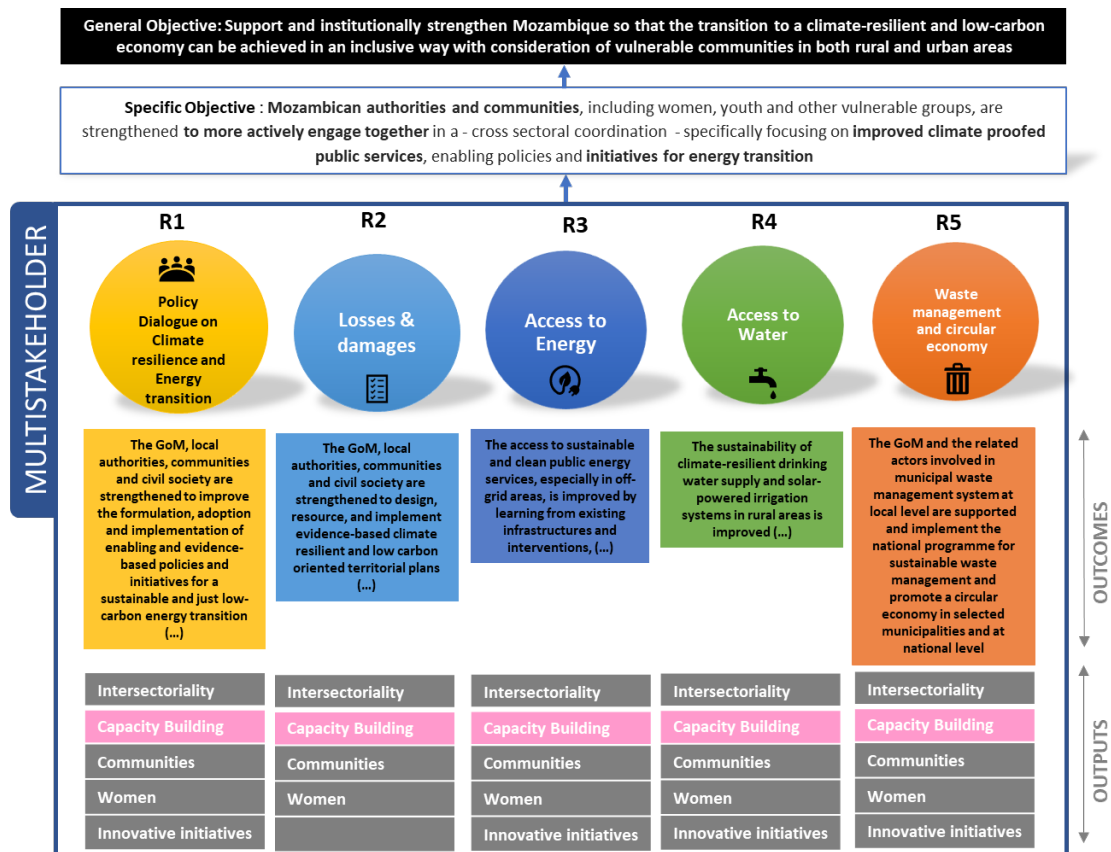 General Objective: Support and institutionally strengthen Mozambique so that the transition to a climate-resilient and low-carbon
economy can be achieved in an inclusive way with consideration of vulnerable communities in both rural and urban areas
Specific Objective : Mozambican authorities and communities, including women, youth and other vulnerable groups, are
strengthened to more actively engage together in a - cross sectoral coordination - specifically focusing on improved climate proofed
public services, enabling policies and initiatives for energy transition
MULTISTAKEHOLDER
R1
Policy
Dialogue on
Climate
resilience and
Energy
transition
The GoM, local
authorities, communities
and civil society are
strengthened to improve
the formulation, adoption
and implementation of
enabling and evidence-
based policies and
initiatives for a
sustainable and just low-
carbon energy transition
(...)
Intersectoriality
Capacity Building
Communities
Women
Innovative initiatives
R2
Losses &
damages
The GoM, local
authorities, communities
and civil society are
strengthened to design,
resource, and implement
evidence-based climate
resilient and low carbon
oriented territorial plans
(...)
Intersectoriality
Capacity Building
Communities
Women
R3
Access to
Energy
The access to sustainable
and clean public energy
services, especially in off-
grid areas, is improved by
learning from existing
infrastructures and
interventions, (...)
Intersectoriality
Capacity Building
Communities
Women
Innovative initiatives
R4
Access to
Water
The sustainability of
climate-resilient drinking
water supply and solar-
powered irrigation
systems in rural areas is
improved (...)
Intersectoriality
Capacity Building
Communities
Women
Innovative initiatives
R5
Waste
management
and circular
economy
The GoM and the related
actors involved in
municipal waste
management system at
local level are supported
and implement the
national programme for
sustainable waste
management and
promote a circular
economy in selected
municipalities and at
national level
Intersectoriality
Capacity Building
Communities
Women
Innovative initiatives
OUTCOMES
OUTPUTS